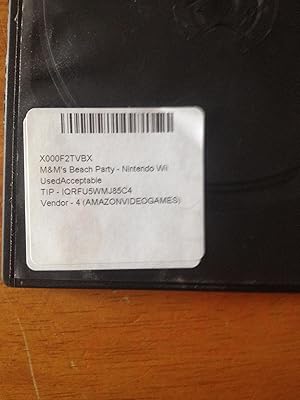 X000F2TVBX
M&M's Beach Party - Nintendo Wii
UsedAcceptable
TIP - IQRFU5WMJ85C4
Vendor - 4 (AMAZONVIDEOGAMES)